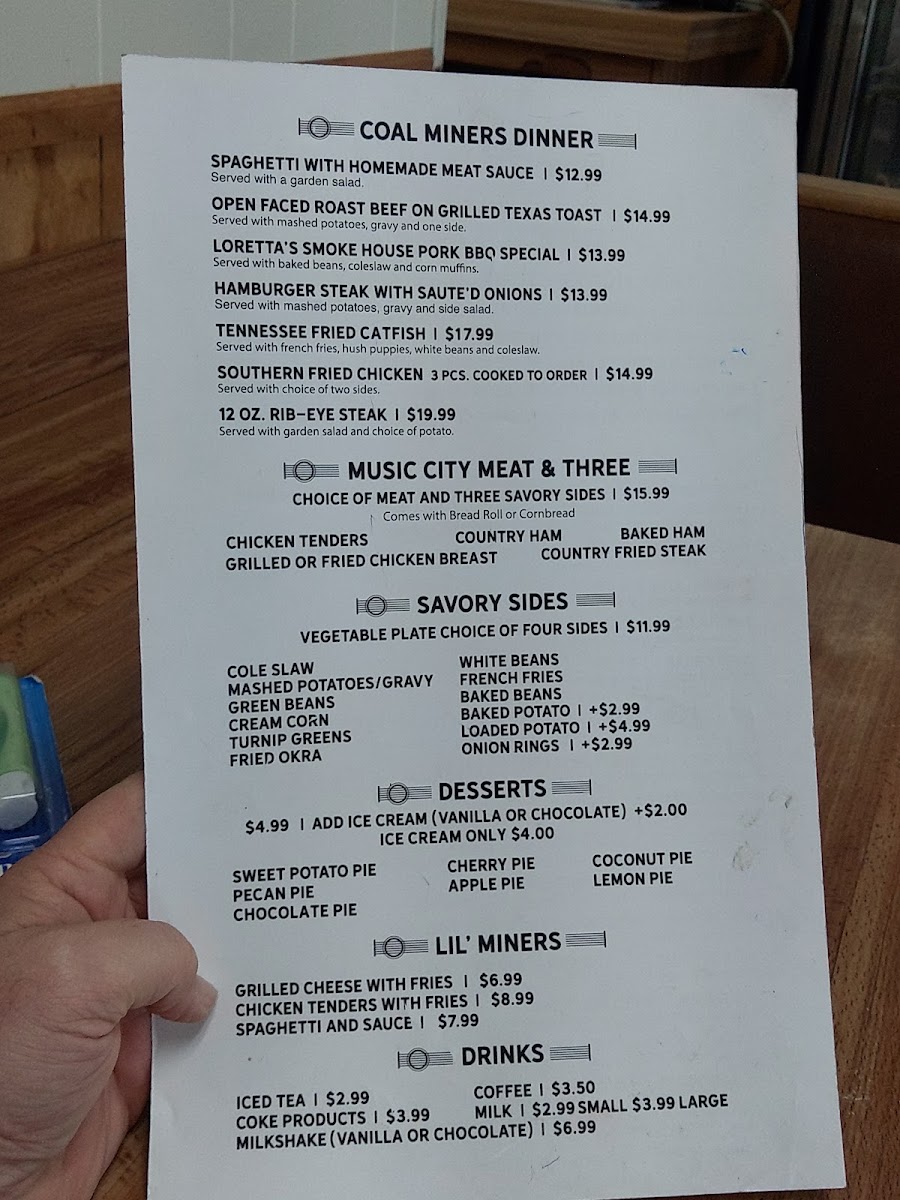 COAL MINERS DINNER
SPAGHETTI WITH HOMEMADE MEAT SAUCE | $12.99
Served with a garden salad.
OPEN FACED ROAST BEEF ON GRILLED TEXAS TOAST | $14.99
Served with mashed potatoes, gravy and one side.
LORETTA'S SMOKE HOUSE PORK BBQ SPECIAL | $13.99
Served with baked beans, coleslaw and corn muffins.
HAMBURGER STEAK WITH SAUTE'D ONIONS | $13.99
Served with mashed potatoes, gravy and side salad.
TENNESSEE FRIED CATFISH | $17.99
Served with french fries, hush puppies, white beans and coleslaw.
SOUTHERN FRIED CHICKEN 3 PCS. COOKED TO ORDER | $14.99
Served with choice of two sides.
12 OZ. RIB-EYE STEAK | $19.99
Served with garden salad and choice of potato.
MUSIC CITY MEAT & THREE
CHOICE OF MEAT AND THREE SAVORY SIDES | $15.99
Comes with Bread Roll or Cornbread
CHICKEN TENDERS COUNTRY HAM BAKED HAM
GRILLED OR FRIED CHICKEN BREAST COUNTRY FRIED STEAK
SAVORY SIDES
VEGETABLE PLATE CHOICE OF FOUR SIDES | $11.99
COLE SLAW
MASHED POTATOES/GRAVY
GREEN BEANS
CREAM CORN
TURNIP GREENS
FRIED OKRA
WHITE BEANS
FRENCH FRIES
BAKED BEANS
BAKED POTATO | +$2.99
LOADED POTATO | +$4.99
ONION RINGS | +$2.99
DESSERTS
$4.99 | ADD ICE CREAM (VANILLA OR CHOCOLATE) +$2.00
ICE CREAM ONLY $4.00
SWEET POTATO PIE
PECAN PIE
CHOCOLATE PIE
CHERRY PIE
APPLE PIE
COCONUT PIE
LEMON PIE
LIL' MINERS
GRILLED CHEESE WITH FRIES | $6.99
CHICKEN TENDERS WITH FRIES | $8.99
SPAGHETTI AND SAUCE | $7.99
DRINKS
ICED TEA | $2.99 COFFEE | $3.50
COKE PRODUCTS | $3.99 MILK | $2.99 SMALL $3.99 LARGE
MILKSHAKE (VANILLA OR CHOCOLATE) | $6.99